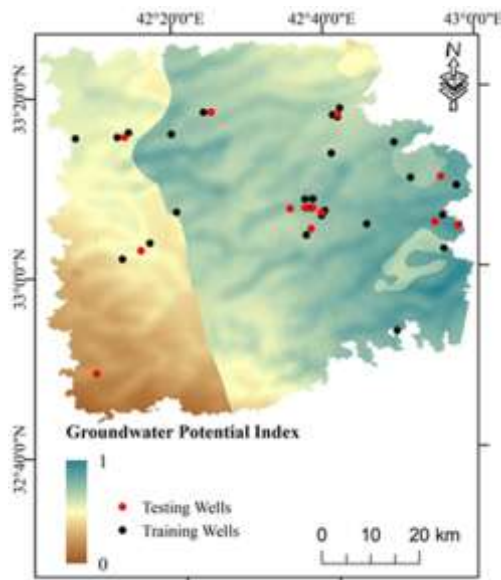 42°20'0"E 42°40'0"E 43°0'0"E
N
33°20'0"N
33°0'0"N
32°40'0"N
Groundwater Potential Index
1
0
Testing Wells
Training Wells
0 10 20 km